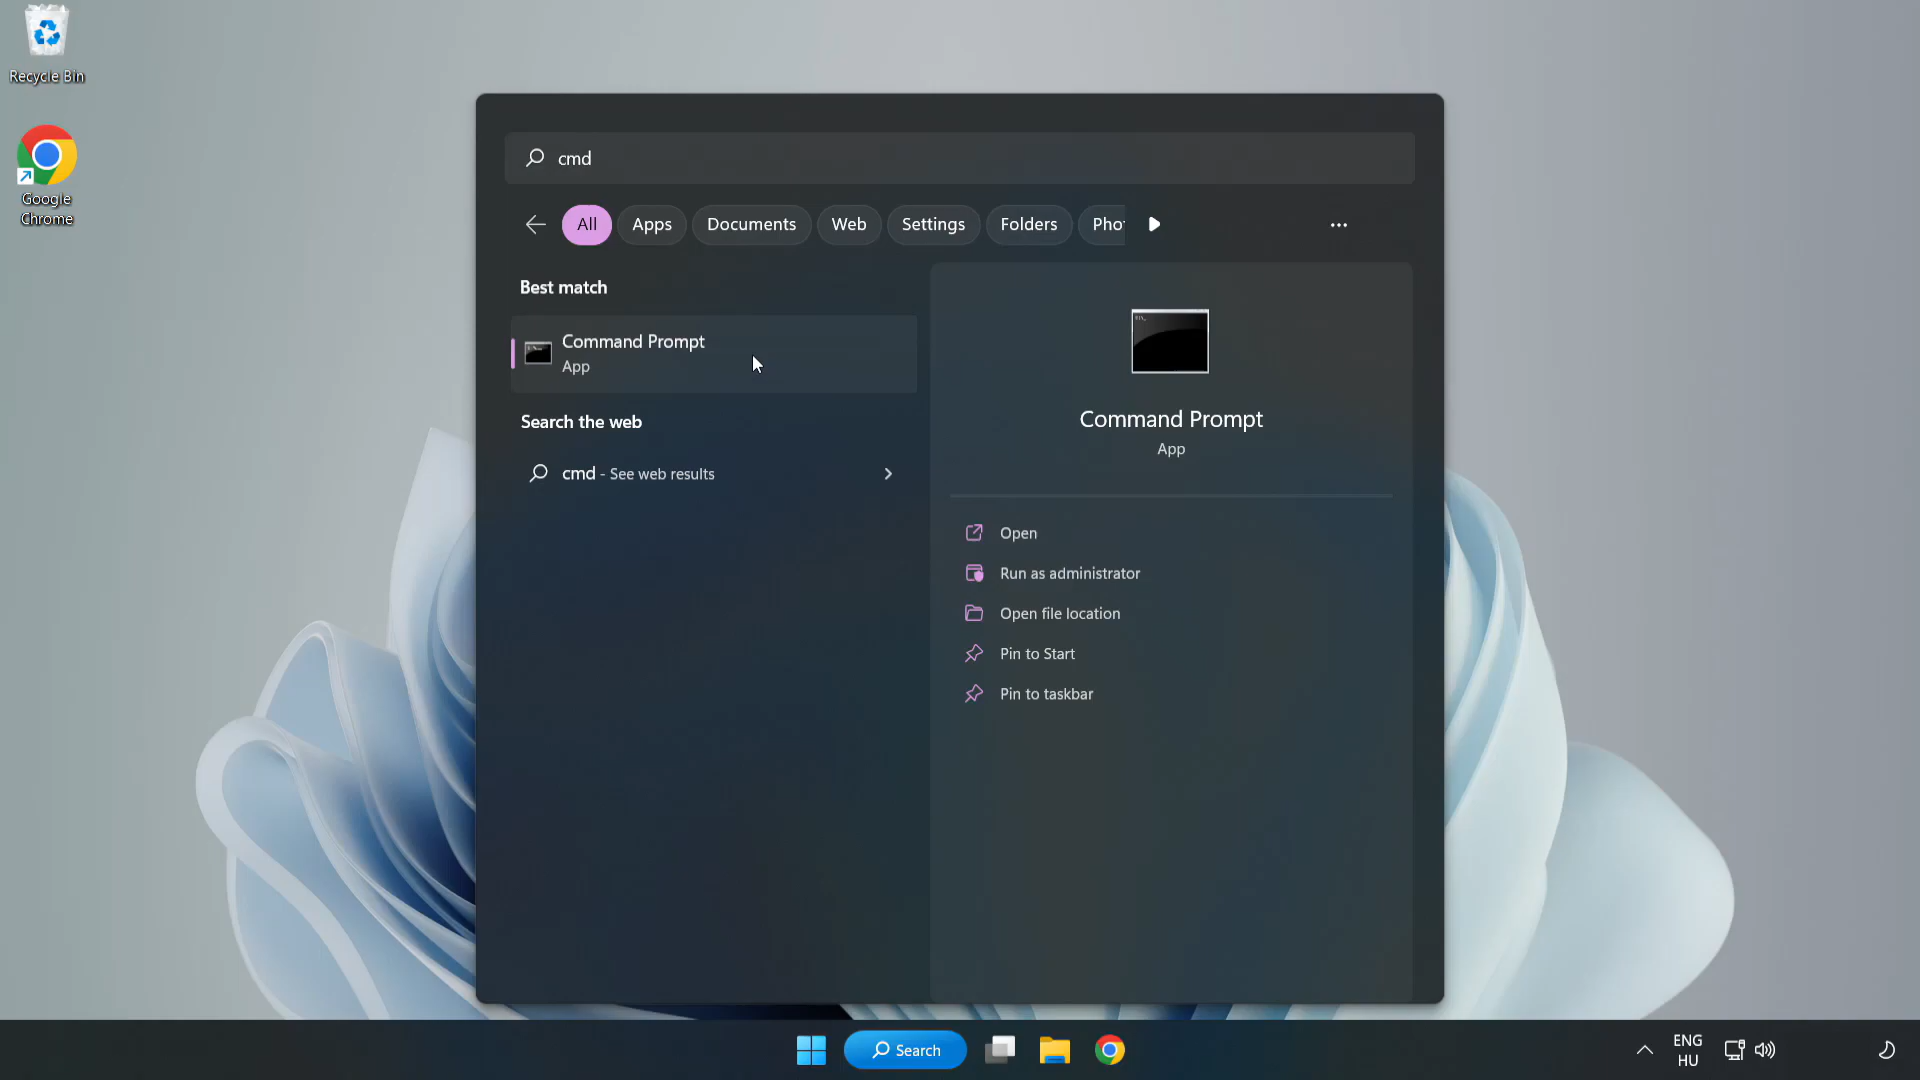 Recycle Bin
Google
Chrome
cmd
All
Apps
Documents
Web
Settings
Folders
Pho
Best match
Command Prompt
App
Search the web
cmd - See web results
Command Prompt
App
Open
Run as administrator
Open file location
Pin to Start
Pin to taskbar
Search
ENG
HU